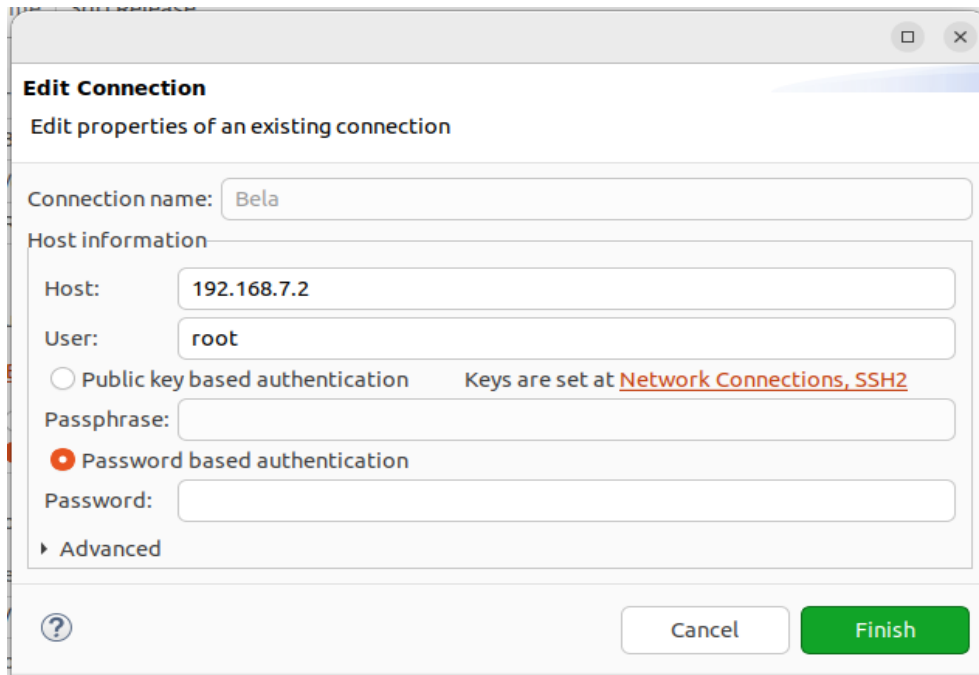 Edit Connection
Edit properties of an existing connection
Connection name: Bela
Host information
Host: 192.168.7.2
User: root
Public key based authentication Keys are set at Network Connections, SSH2
Passphrase:
Password based authentication
Password:
Advanced
Cancel Finish